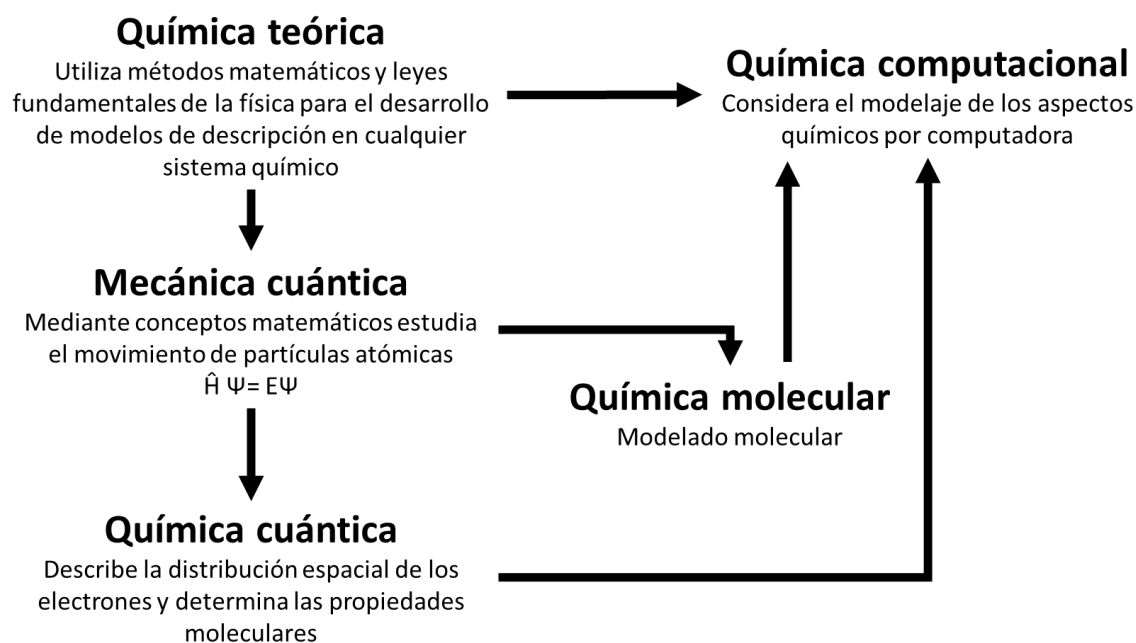 Química teórica
Utiliza métodos matemáticos y leyes
fundamentales de la física para el desarrollo
de modelos de descripción en cualquier
sistema químico
Química computacional
Considera el modelaje de los aspectos
químicos por computadora
Mecánica cuántica
Mediante conceptos matemáticos estudia
el movimiento de partículas atómicas
Ĥ Ψ= EΨ
Química molecular
Modelado molecular
Química cuántica
Describe la distribución espacial de los
electrones y determina las propiedades
moleculares